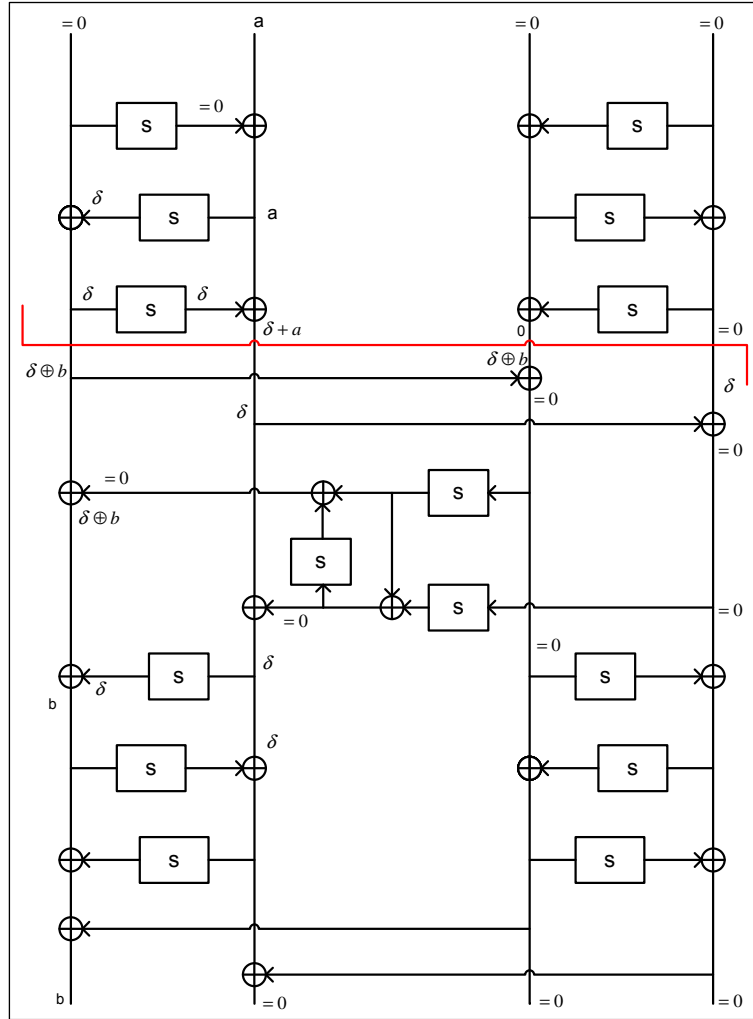 = 0 a = 0 = 0
S = 0 S
δ S a S
δ S δ S
δ + a 0 = 0
δ ⊕ b δ ⊕ b δ
= 0
δ
= 0
= 0 S
δ ⊕ b
S
S
= 0 = 0
= 0
δ S δ S
b
δ
S S
S S
b = 0 = 0 = 0